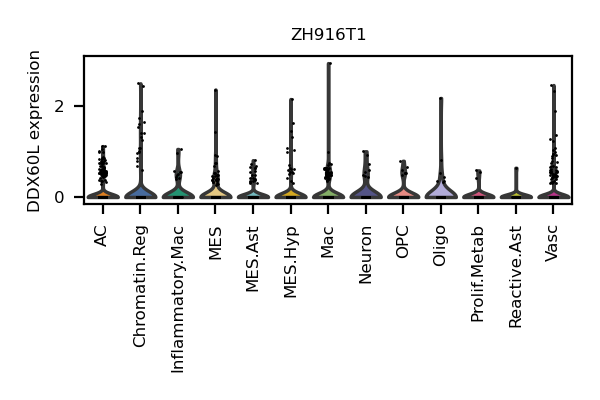 ZH916T1
DDX60L expression
2
0
AC
Chromatin.Reg
Inflammatory.Mac
MES
MES.Ast
MES.Hyp
Mac
Neuron
OPC
Oligo
Prolif.Metab
Reactive.Ast
Vasc